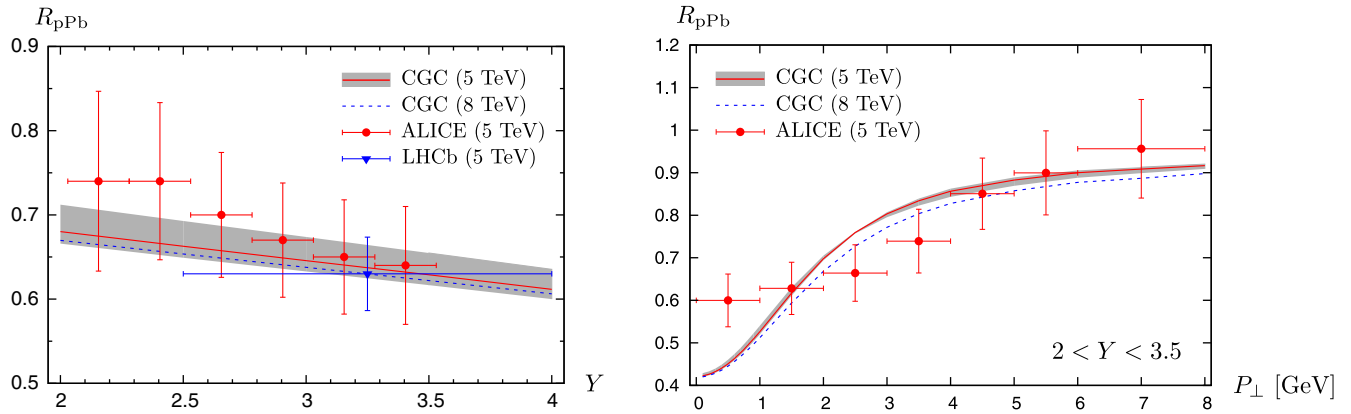 R_pPb
0.9
0.8
0.7
0.6
0.5
2
2.5
3
3.5
4
Y
CGC (5 TeV)
CGC (8 TeV)
ALICE (5 TeV)
LHCb (5 TeV)
R_pPb
1.2
1.1
1
0.9
0.8
0.7
0.6
0.5
0.4
0
1
2
3
4
5
6
7
8
P_⊥ [GeV]
CGC (5 TeV)
CGC (8 TeV)
ALICE (5 TeV)
2 < Y < 3.5